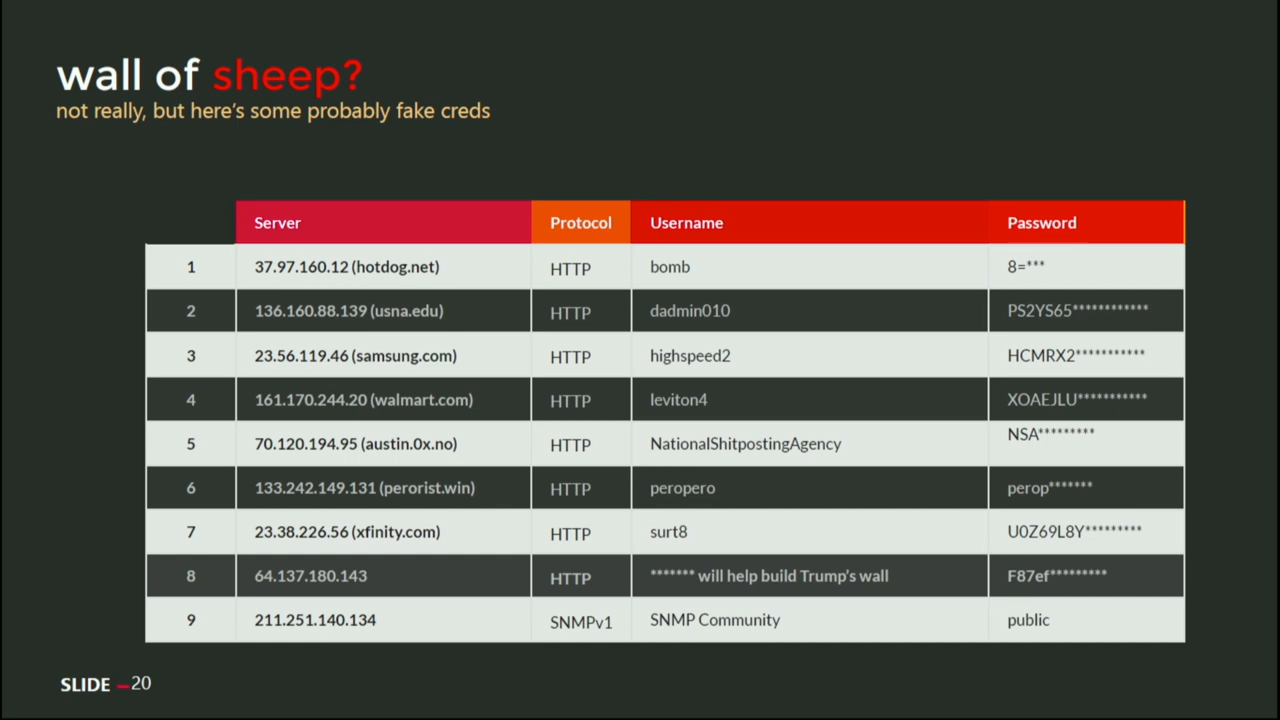 wall of sheep?
not really, but here's some probably fake creds
Server Protocol Username Password
1 37.97.160.12 (hotdog.net) HTTP bomb 8=***
2 136.160.88.139 (usna.edu) HTTP dadmin010 PS2YS65************
3 23.56.119.46 (samsung.com) HTTP highspeed2 HCMRX2***********
4 161.170.244.20 (walmart.com) HTTP leviton4 XOAEJLU***********
5 70.120.194.95 (austin.0x.no) HTTP NationalShitpostingAgency NSA*********
6 133.242.149.131 (perorist.win) HTTP peropero perop*******
7 23.38.226.56 (xfinity.com) HTTP surt8 U0Z69L8Y*********
8 64.137.180.143 HTTP ******* will help build Trump's wall F87ef*********
9 211.251.140.134 SNMPv1 SNMP Community public
SLIDE 20